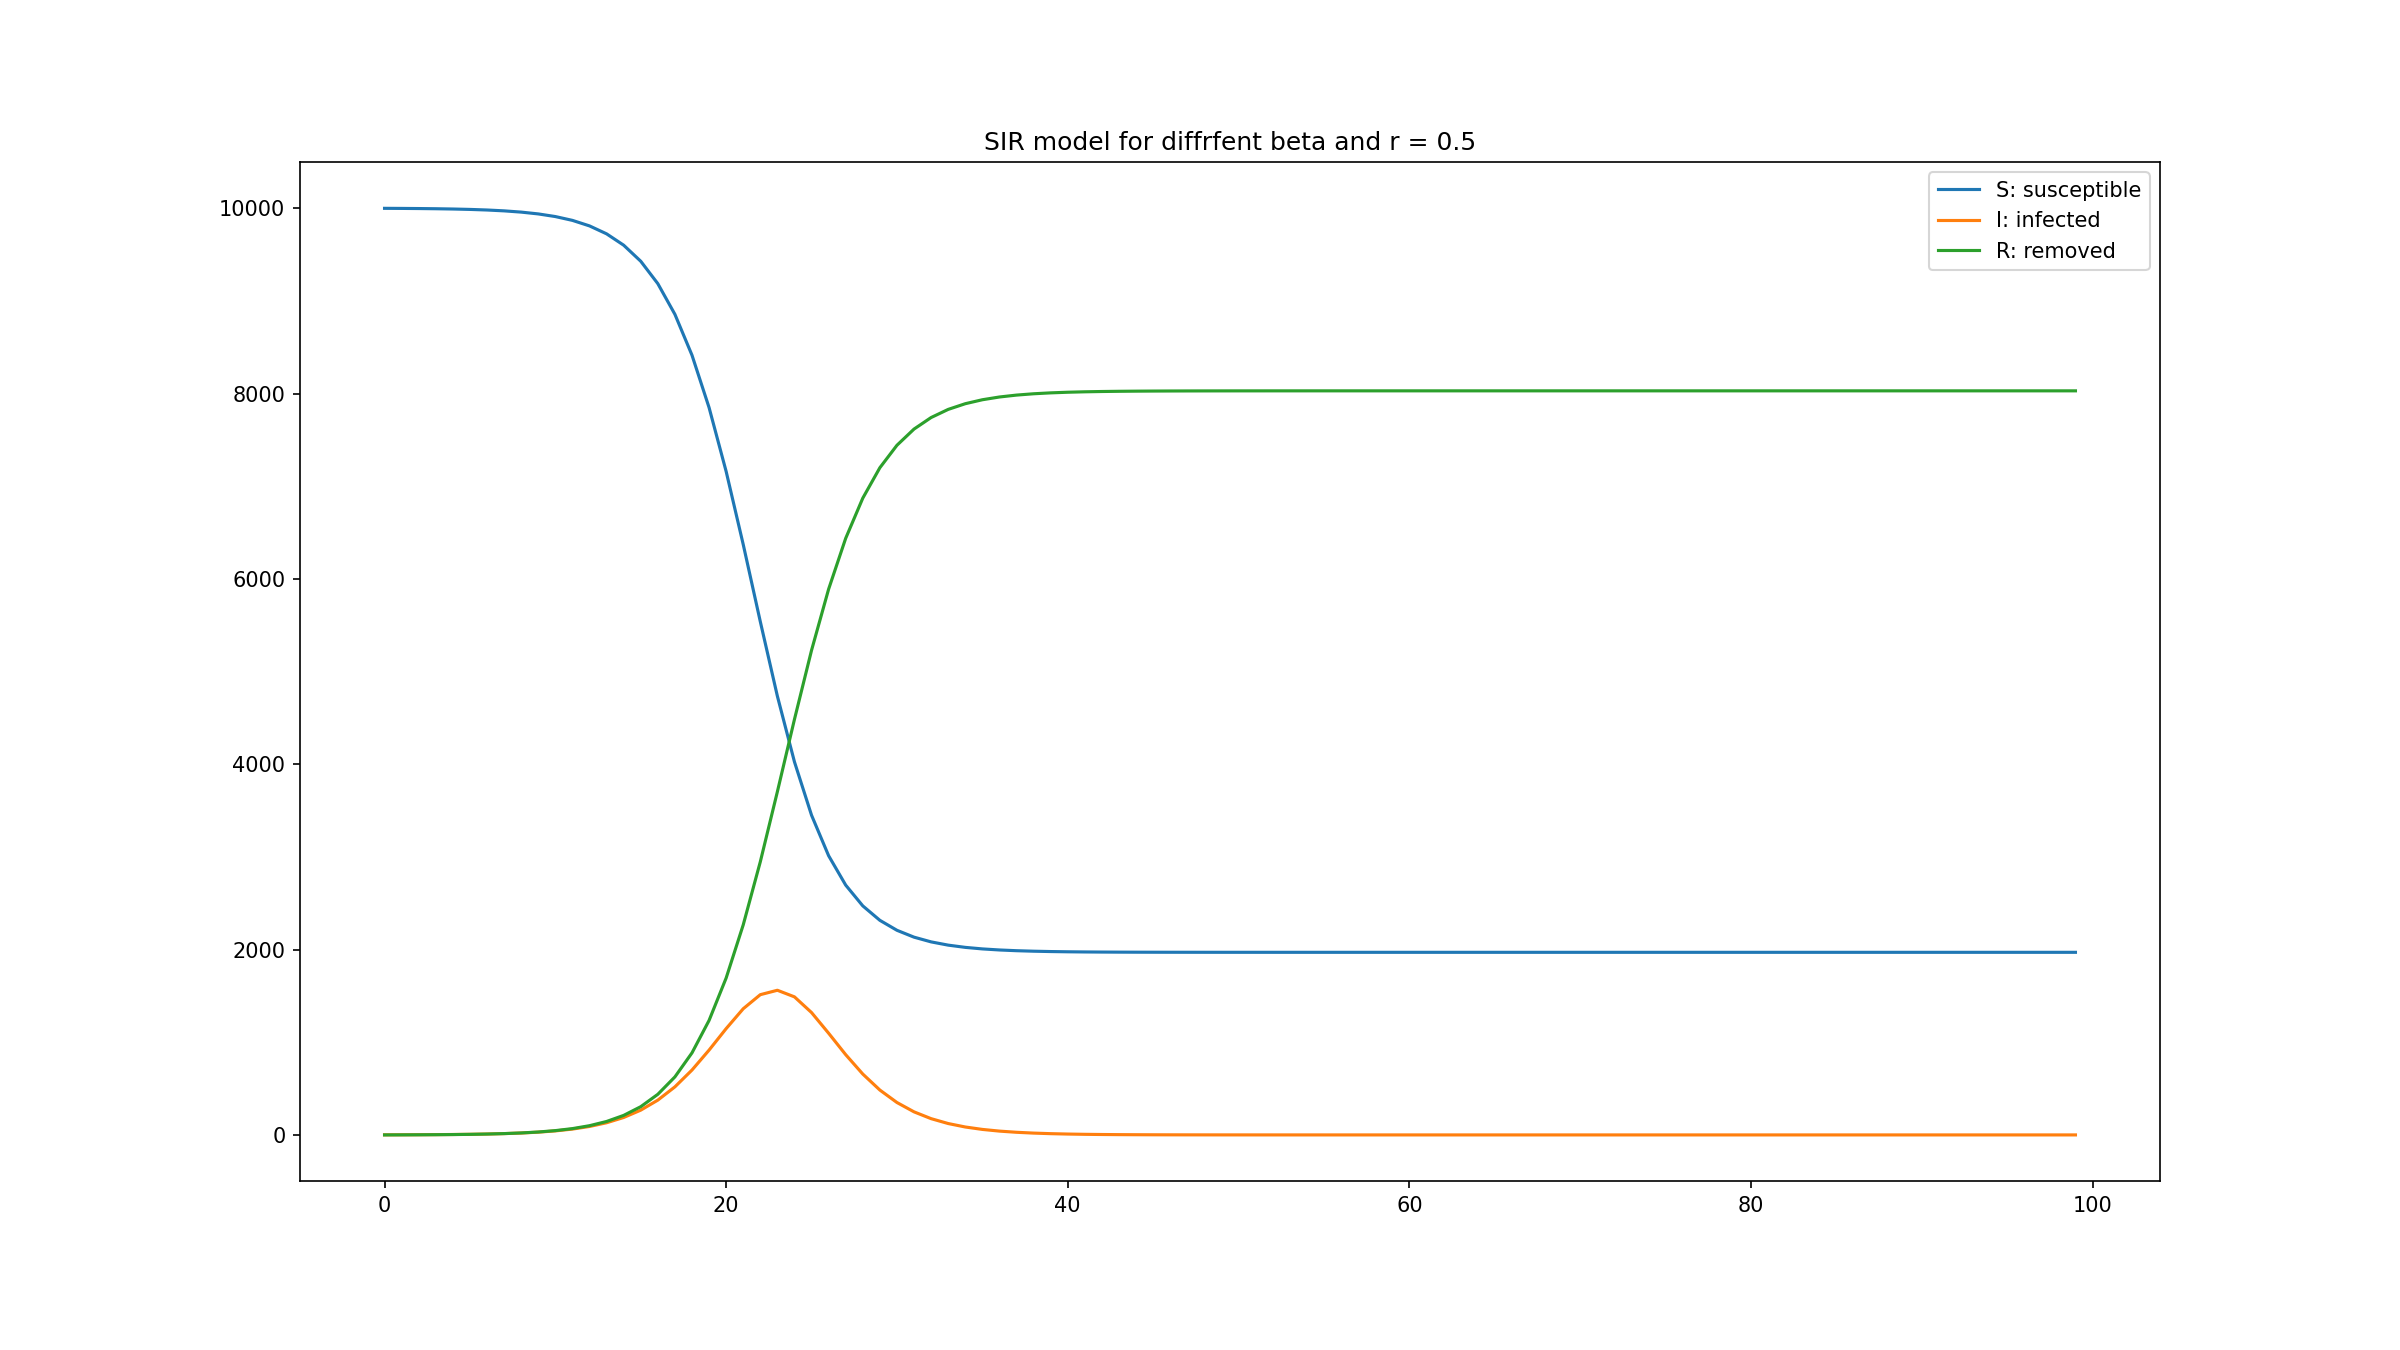 SIR model for diffrfent beta and r = 0.5
S: susceptible
I: infected
R: removed
10000
8000
6000
4000
2000
0
0 20 40 60 80 100